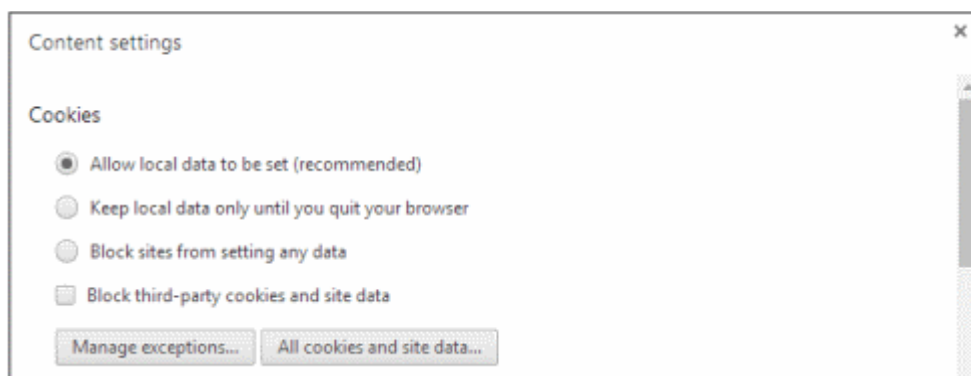 Content settings
Cookies
Allow local data to be set (recommended)
Keep local data only until you quit your browser
Block sites from setting any data
Block third-party cookies and site data
Manage exceptions... All cookies and site data...